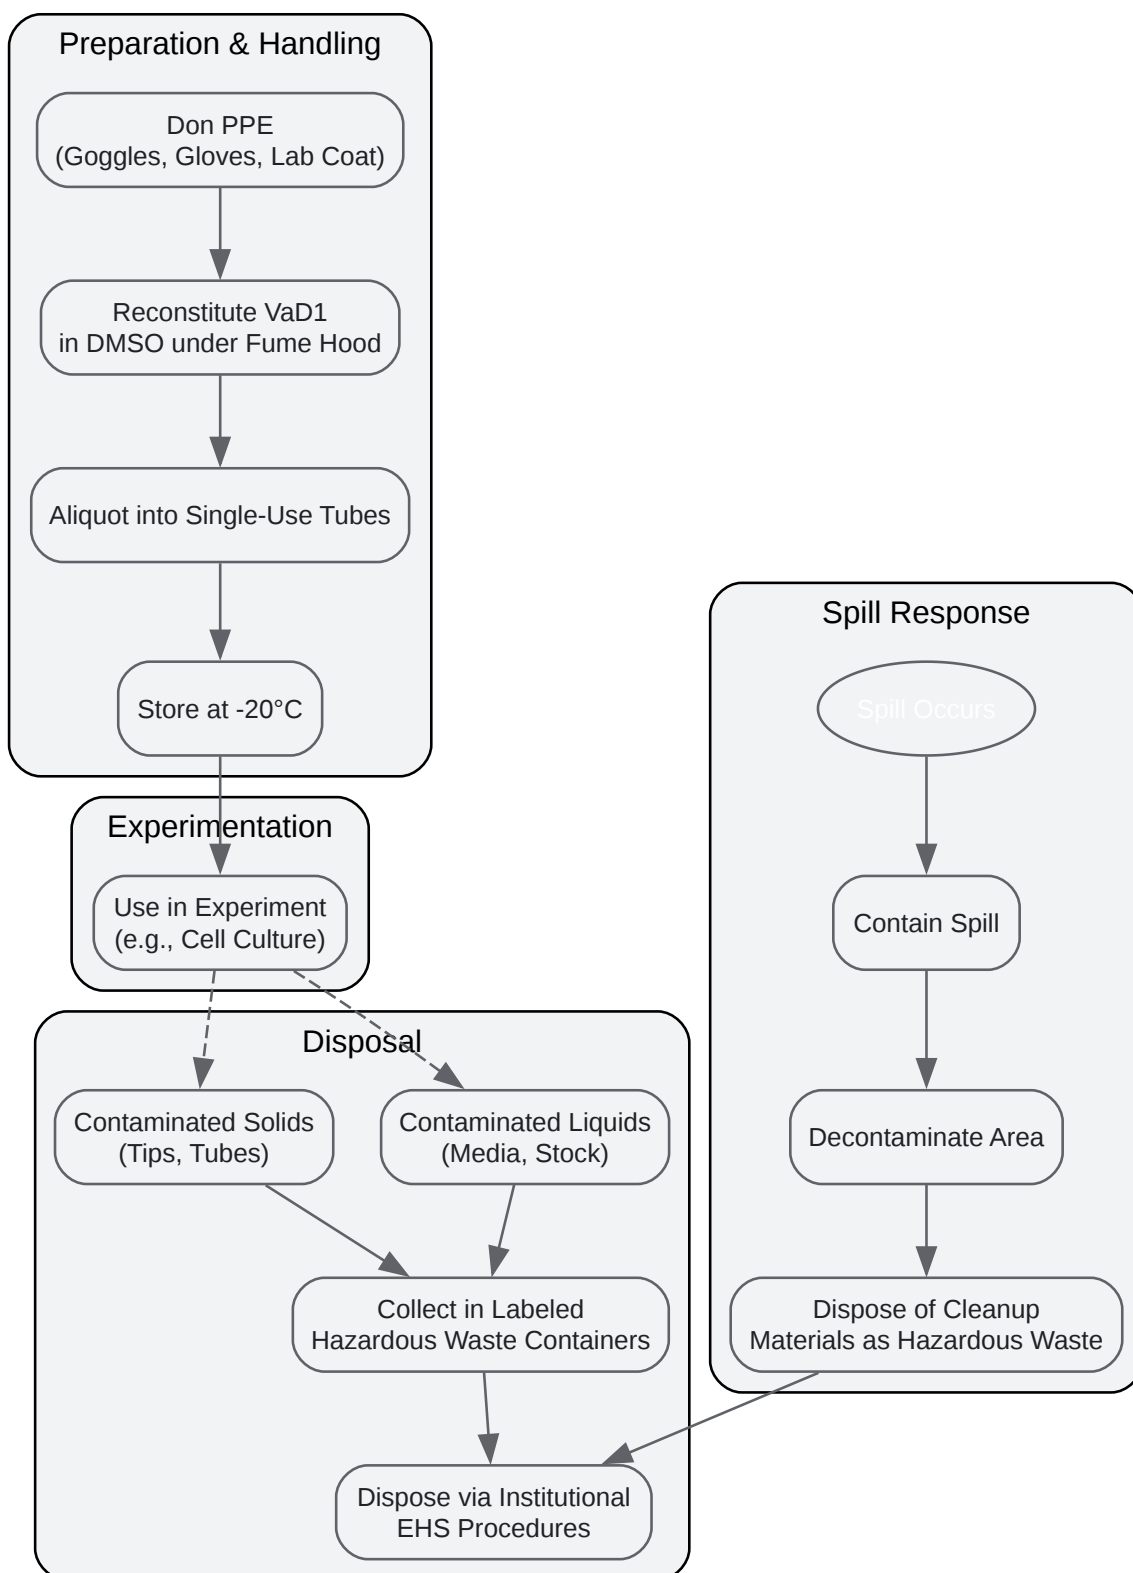 Preparation & Handling
Don PPE
(Goggles, Gloves, Lab Coat)
Reconstitute VaD1
in DMSO under Fume Hood
Aliquot into Single-Use Tubes
Store at -20°C
Experimentation
Use in Experiment
(e.g., Cell Culture)
Disposal
Contaminated Solids
(Tips, Tubes)
Contaminated Liquids
(Media, Stock)
Collect in Labeled
Hazardous Waste Containers
Dispose via Institutional
EHS Procedures
Spill Response
Spill Occurs
Contain Spill
Decontaminate Area
Dispose of Cleanup
Materials as Hazardous Waste